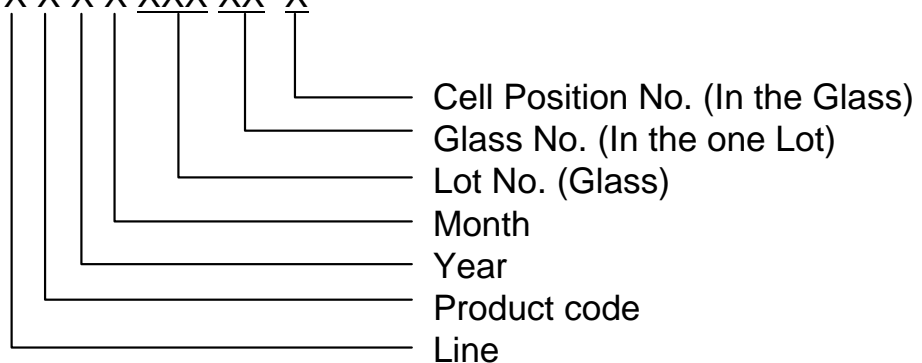 X X X X XXX XX X
Cell Position No. (In the Glass)
Glass No. (In the one Lot)
Lot No. (Glass)
Month
Year
Product code
Line